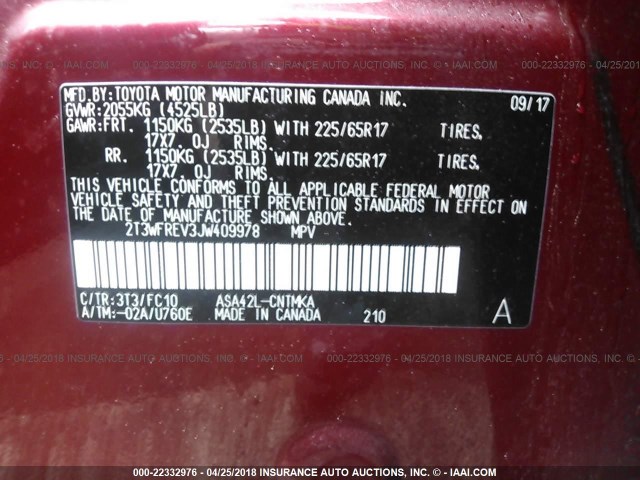 MFD.BY:TOYOTA MOTOR MANUFACTURING CANADA INC. 09/17
GVWR:2055KG (4525LB)
GAWR:FRT. 1150KG (2535LB) WITH 225/65R17 TIRES,
17X7. OJ RIMS.
RR. 1150KG (2535LB) WITH 225/65R17 TIRES,
17X7. OJ RIMS.
THIS VEHICLE CONFORMS TO ALL APPLICABLE FEDERAL MOTOR
VEHICLE SAFETY AND THEFT PREVENTION STANDARDS IN EFFECT ON
THE DATE OF MANUFACTURE SHOWN ABOVE.
2T3WFREV3JW409978 MPV
C/TR:3T3/FC10 ASA42L-CNTMKA
A/TM:-02A/U760E MADE IN CANADA 210 A
000-22332976 - 04/25/2018 - INSURANCE AUTO AUCTIONS, INC. - © - IAAI.COM